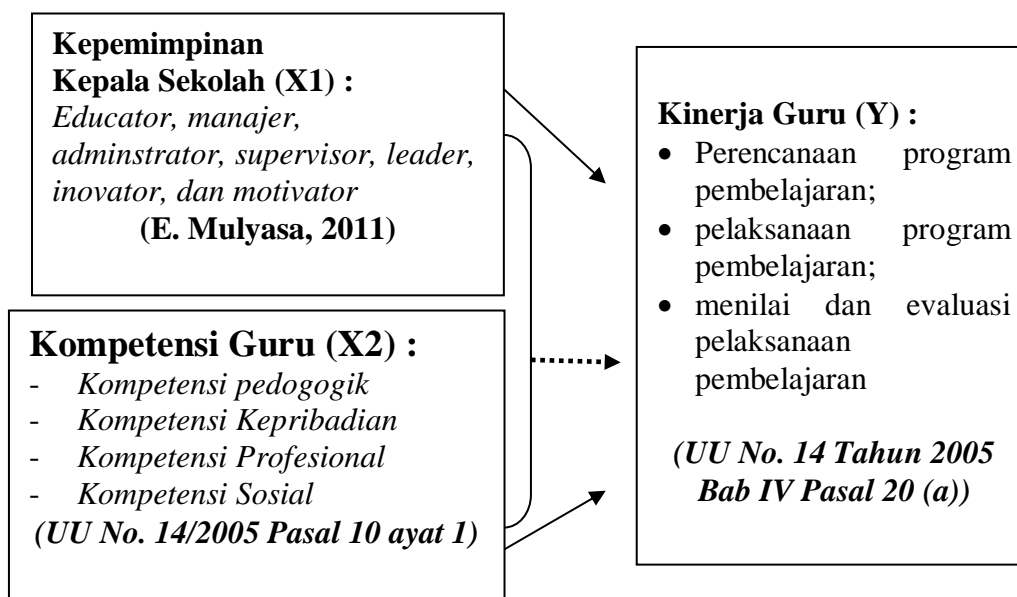 Kepemimpinan
Kepala Sekolah (X1) :
Educator, manajer,
adminstrator, supervisor, leader,
inovator, dan motivator
(E. Mulyasa, 2011)
Kompetensi Guru (X2) :
- Kompetensi pedogogik
- Kompetensi Kepribadian
- Kompetensi Profesional
- Kompetensi Sosial
(UU No. 14/2005 Pasal 10 ayat 1)
Kinerja Guru (Y) :
• Perencanaan program
pembelajaran;
• pelaksanaan program
pembelajaran;
• menilai dan evaluasi
pelaksanaan
pembelajaran
(UU No. 14 Tahun 2005
Bab IV Pasal 20 (a))